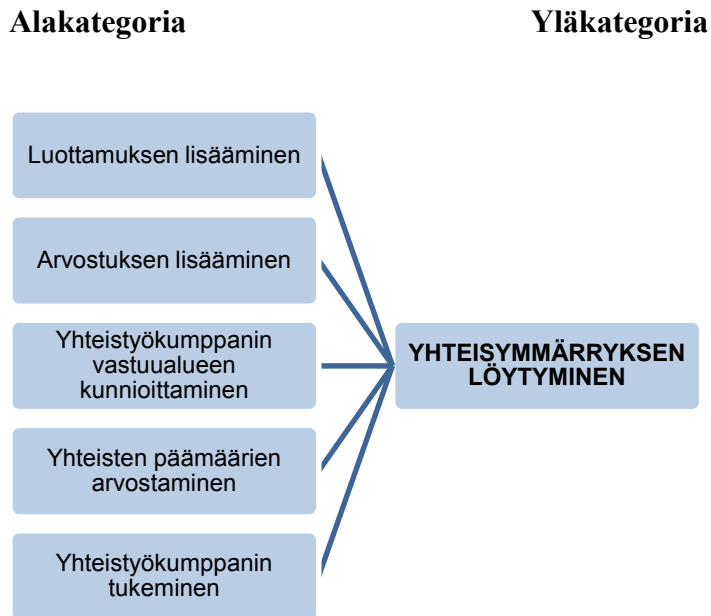 Alakategoria
Yläkategoria
Luottamuksen lisääminen
Arvostuksen lisääminen
Yhteistyökumppanin
vastuualueen
kunnioittaminen
Yhteisten päämäärien
arvostaminen
Yhteistyökumppanin
tukeminen
YHTEISYMMÄRRYKSEN
LÖYTYMINEN